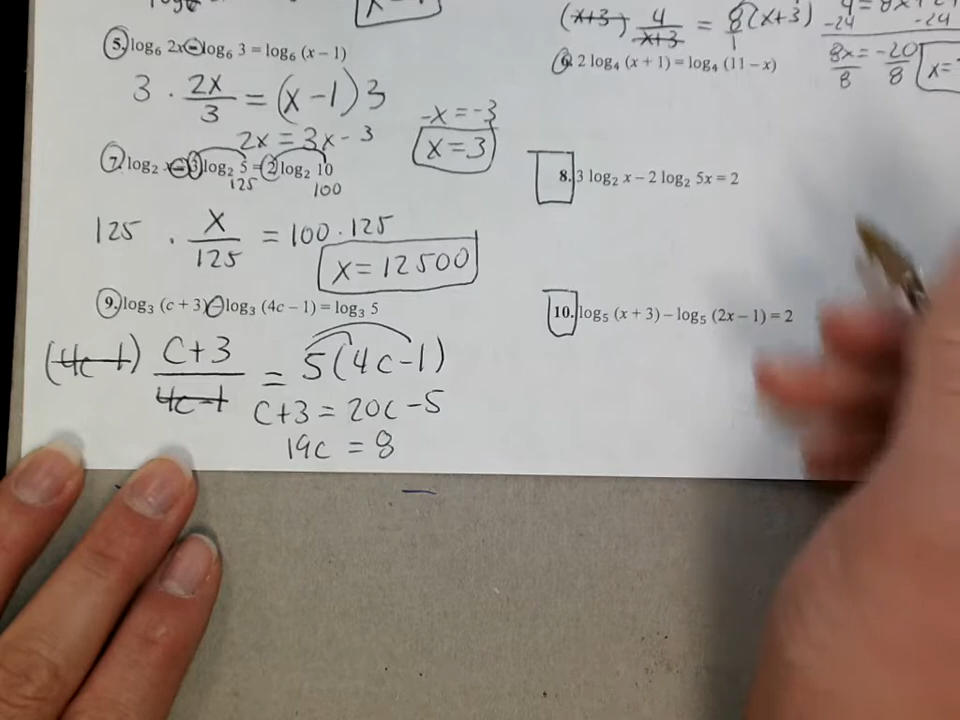 5. log₆ 2x − log₆ 3 = log₆ (x − 1)
3 · 2x/3 = (x − 1) 3
2x = 3x − 3
-x = -3
x = 3
7. log₂ x − 3 log₂ 5 = 2 log₂ 10
125 100
125 · x/125 = 100 · 125
x = 12500
9. log₃ (c + 3) − log₃ (4c − 1) = log₃ 5
(4c − 1) c+3/4c−1 = 5(4c − 1)
c+3 = 20c − 5
19c = 8
(x+3) 4/x+3 = 8(x+3)/1
-24 -24
8x/8 = -20/8
x=
6. 2 log₄ (x + 1) = log₄ (11 − x)
8. 3 log₂ x − 2 log₂ 5x = 2
10. log₅ (x + 3) − log₅ (2x − 1) = 2